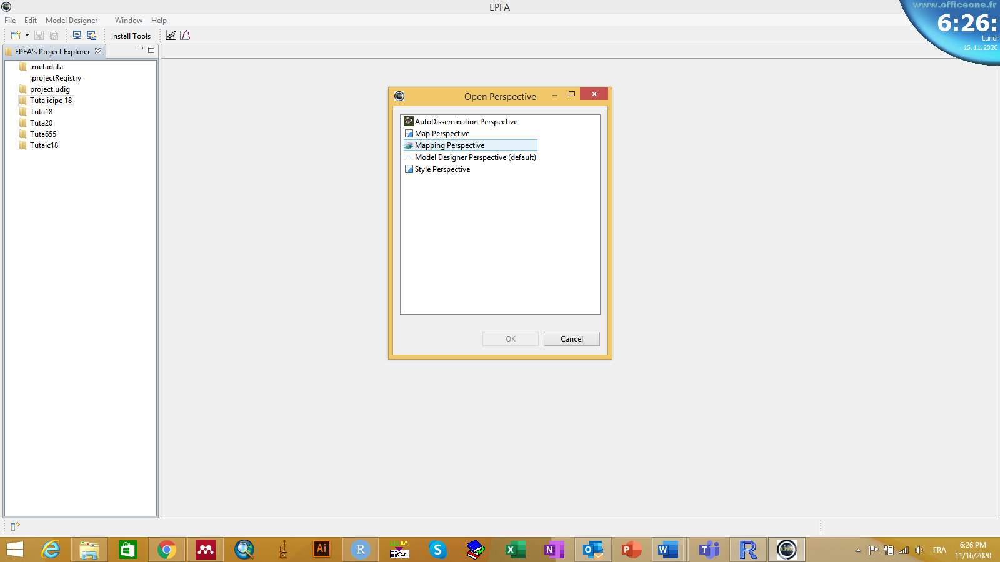 EPFA
www.officeone.fr
6:26:
Lundi
16.11.2020
File Edit Model Designer Window Help
Install Tools
EPFA's Project Explorer
.metadata
.projectRegistry
project.udig
Tuta icipe 18
Tuta18
Tuta20
Tuta655
Tutaic18
Open Perspective
AutoDissemination Perspective
Map Perspective
Mapping Perspective
Model Designer Perspective (default)
Style Perspective
OK Cancel
Ai
R
S
X
N
O
P
W
T
R
EPFA
FRA
6:26 PM
11/16/2020